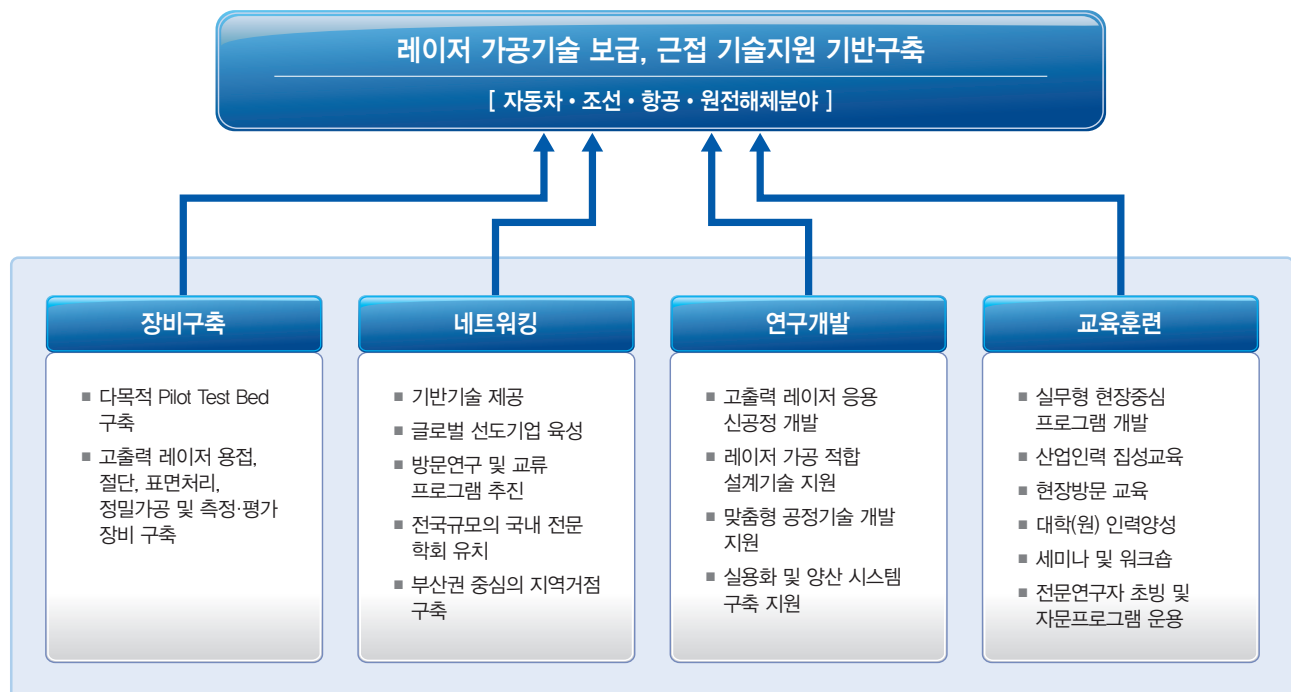 레이저 가공기술 보급, 근접 기술지원 기반구축
[ 자동차 · 조선 · 항공 · 원전해체분야 ]
장비구축
■ 다목적 Pilot Test Bed
구축
■ 고출력 레이저 용접,
절단, 표면처리,
정밀가공 및 측정·평가
장비 구축
네트워킹
■ 기반기술 제공
■ 글로벌 선도기업 육성
■ 방문연구 및 교류
프로그램 추진
■ 전국규모의 국내 전문
학회 유치
■ 부산권 중심의 지역거점
구축
연구개발
■ 고출력 레이저 응용
신공정 개발
■ 레이저 가공 적합
설계기술 지원
■ 맞춤형 공정기술 개발
지원
■ 실용화 및 양산 시스템
구축 지원
교육훈련
■ 실무형 현장중심
프로그램 개발
■ 산업인력 집성교육
■ 현장방문 교육
■ 대학(원) 인력양성
■ 세미나 및 워크숍
■ 전문연구자 초빙 및
자문프로그램 운용